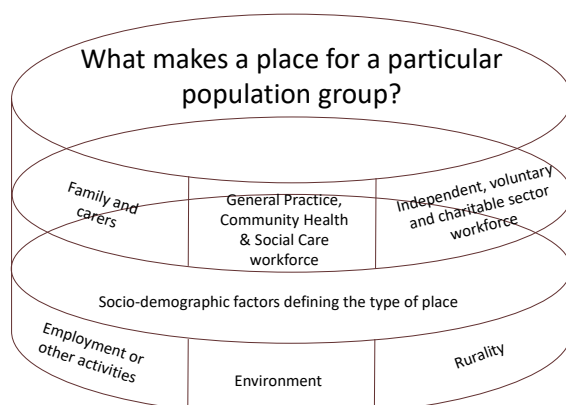 What makes a place for a particular
population group?
Family and
carers
General Practice,
Community Health
& Social Care
workforce
Independent, voluntary
and charitable sector
workforce
Socio-demographic factors defining the type of place
Employment or
other activities
Environment
Rurality